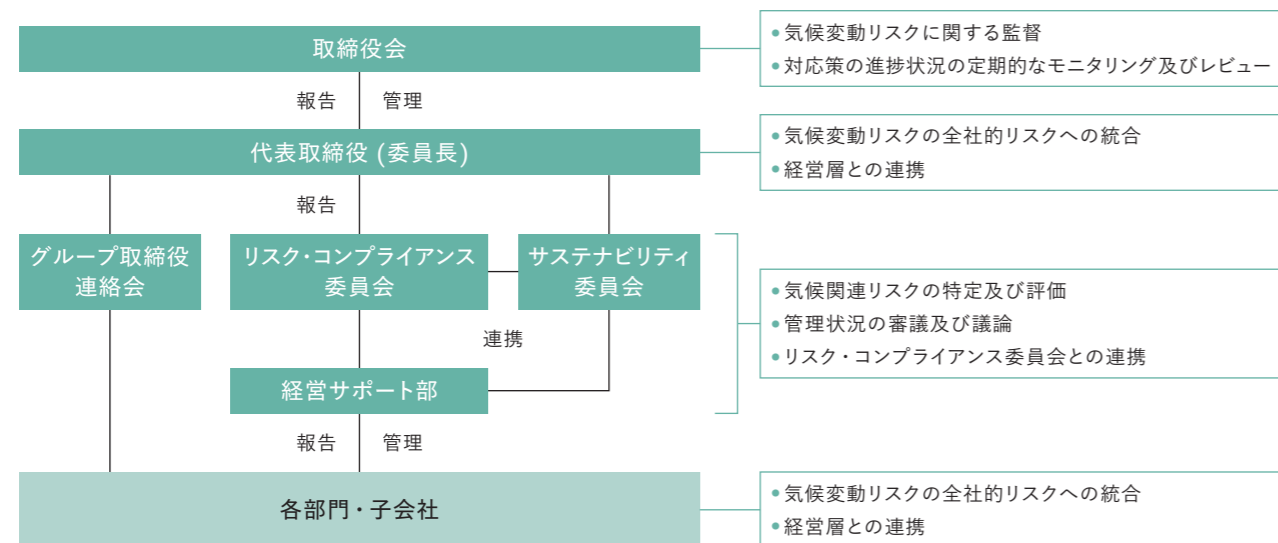 取締役会
•気候変動リスクに関する監督
•対応策の進捗状況の定期的なモニタリング及びレビュー
報告 管理
代表取締役 (委員長)
•気候変動リスクの全社的リスクへの統合
•経営層との連携
報告
グループ取締役
連絡会
リスク・コンプライアンス
委員会
サステナビリティ
委員会
•気候関連リスクの特定及び評価
•管理状況の審議及び議論
•リスク・コンプライアンス委員会との連携
連携
経営サポート部
報告 管理
各部門・子会社
•気候変動リスクの全社的リスクへの統合
•経営層との連携